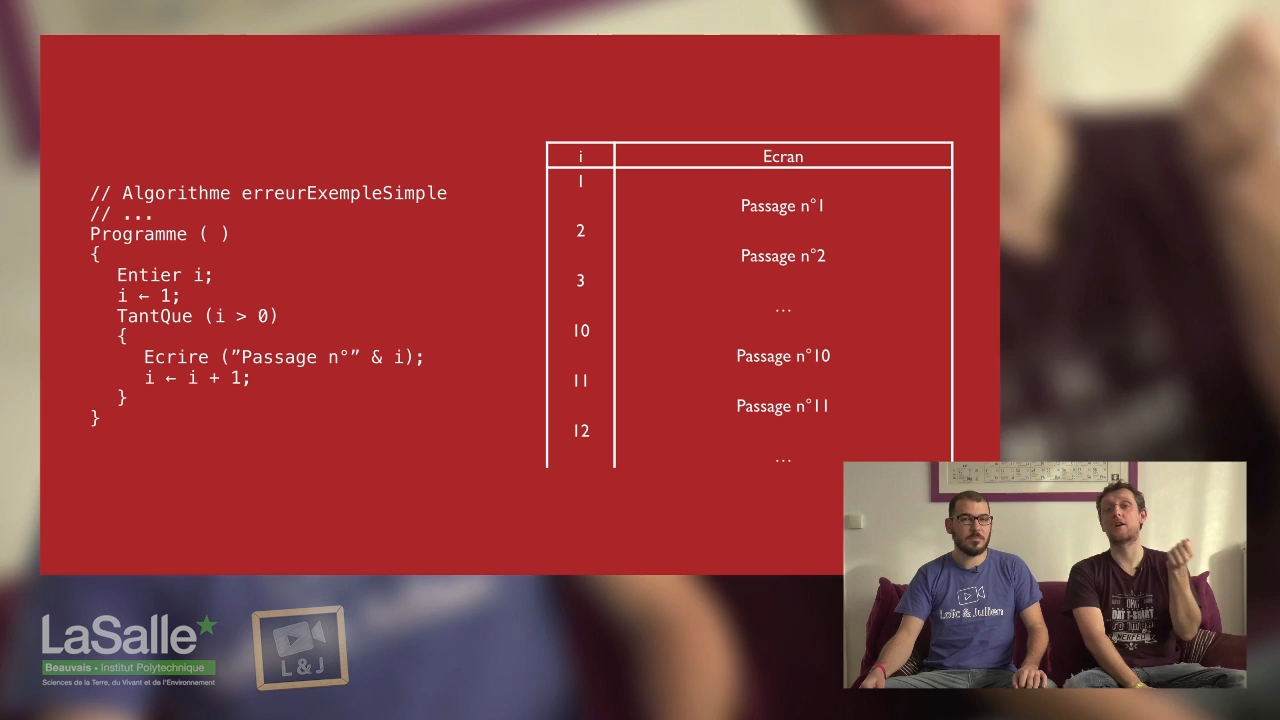 // Algorithme erreurExempleSimple
// ...
Programme ( )
{
Entier i;
i ← 1;
TantQue (i > 0)
{
Ecrire (”Passage n°” & i);
i ← i + 1;
}
}
i Ecran
1
Passage n°1
2
Passage n°2
3
...
10
Passage n°10
11
Passage n°11
12
...
LaSalle
Beauvais • Institut Polytechnique
Sciences de la Terre, du Vivant et de l'Environnement
L & J
Loïc & Julien
OMG